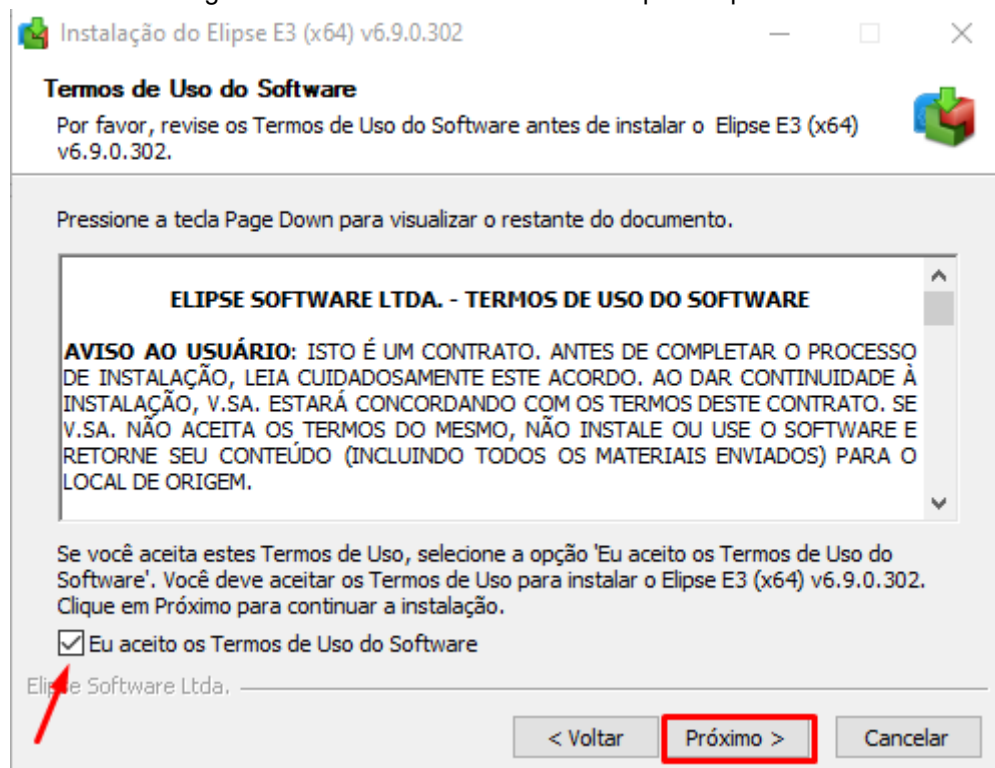 Instalação do Elipse E3 (x64) v6.9.0.302
Termos de Uso do Software
Por favor, revise os Termos de Uso do Software antes de instalar o Elipse E3 (x64)
v6.9.0.302.
Pressione a tecla Page Down para visualizar o restante do documento.
ELIPSE SOFTWARE LTDA. - TERMOS DE USO DO SOFTWARE
AVISO AO USUÁRIO: ISTO É UM CONTRATO. ANTES DE COMPLETAR O PROCESSO
DE INSTALAÇÃO, LEIA CUIDADOSAMENTE ESTE ACORDO. AO DAR CONTINUIDADE À
INSTALAÇÃO, V.SA. ESTARÁ CONCORDANDO COM OS TERMOS DESTE CONTRATO. SE
V.SA. NÃO ACEITA OS TERMOS DO MESMO, NÃO INSTALE OU USE O SOFTWARE E
RETORNE SEU CONTEÚDO (INCLUINDO TODOS OS MATERIAIS ENVIADOS) PARA O
LOCAL DE ORIGEM.
Se você aceita estes Termos de Uso, selecione a opção 'Eu aceito os Termos de Uso do
Software'. Você deve aceitar os Termos de Uso para instalar o Elipse E3 (x64) v6.9.0.302.
Clique em Próximo para continuar a instalação.
Eu aceito os Termos de Uso do Software
Elipse Software Ltda.
< Voltar
Próximo >
Cancelar